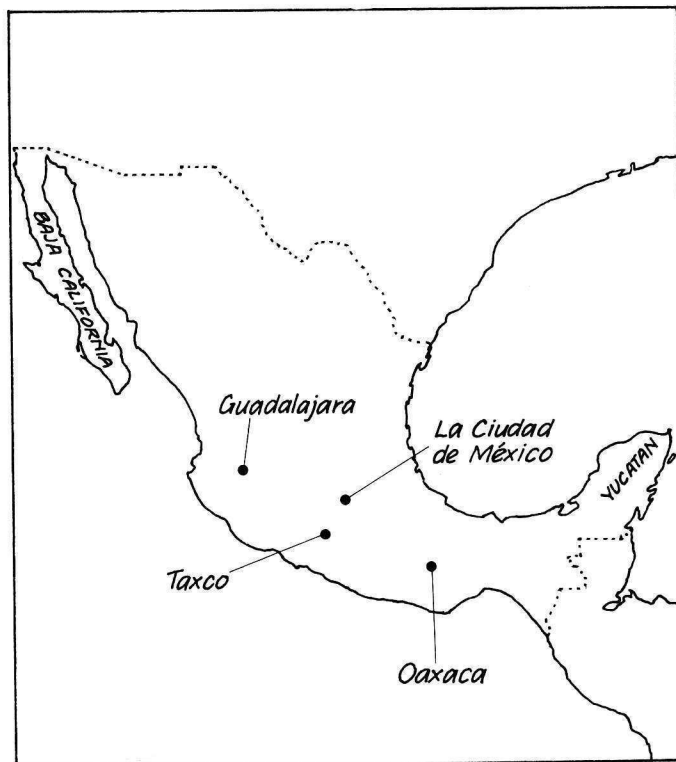 BAJA CALIFORNIA
Guadalajara
La Ciudad
de México
YUCATAN
Taxco
Oaxaca